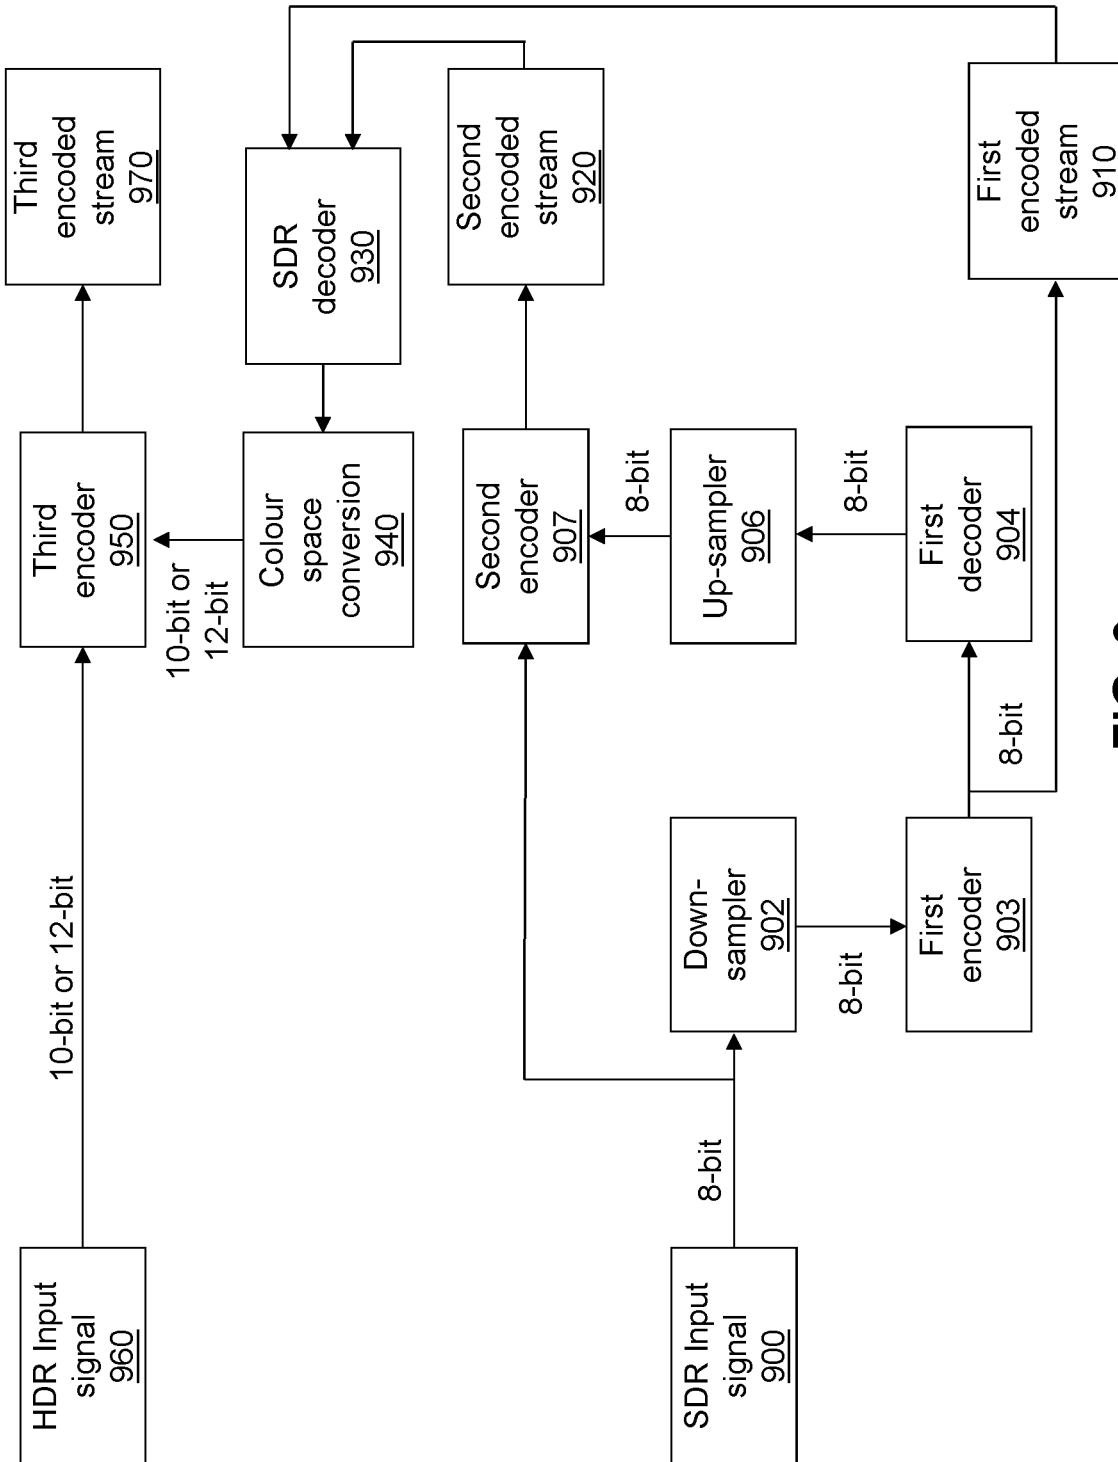 HDR Input
signal
960
10-bit or 12-bit
Third
encoder
950
Third
encoded
stream
970
10-bit or
12-bit
Colour
space
conversion
940
SDR
decoder
930
Second
encoder
907
Second
encoded
stream
920
8-bit
SDR Input
signal
900
8-bit
Down-
sampler
902
Up-sampler
906
8-bit
8-bit
First
encoder
903
First
decoder
904
8-bit
First
encoded
stream
910